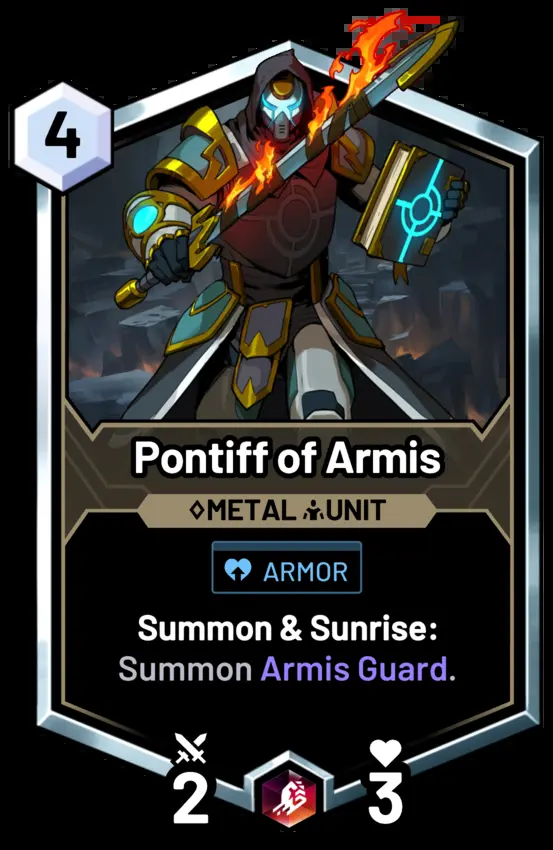 4
Pontiff of Armis
METAL UNIT
ARMOR
Summon & Sunrise:
Summon Armis Guard.
2 3